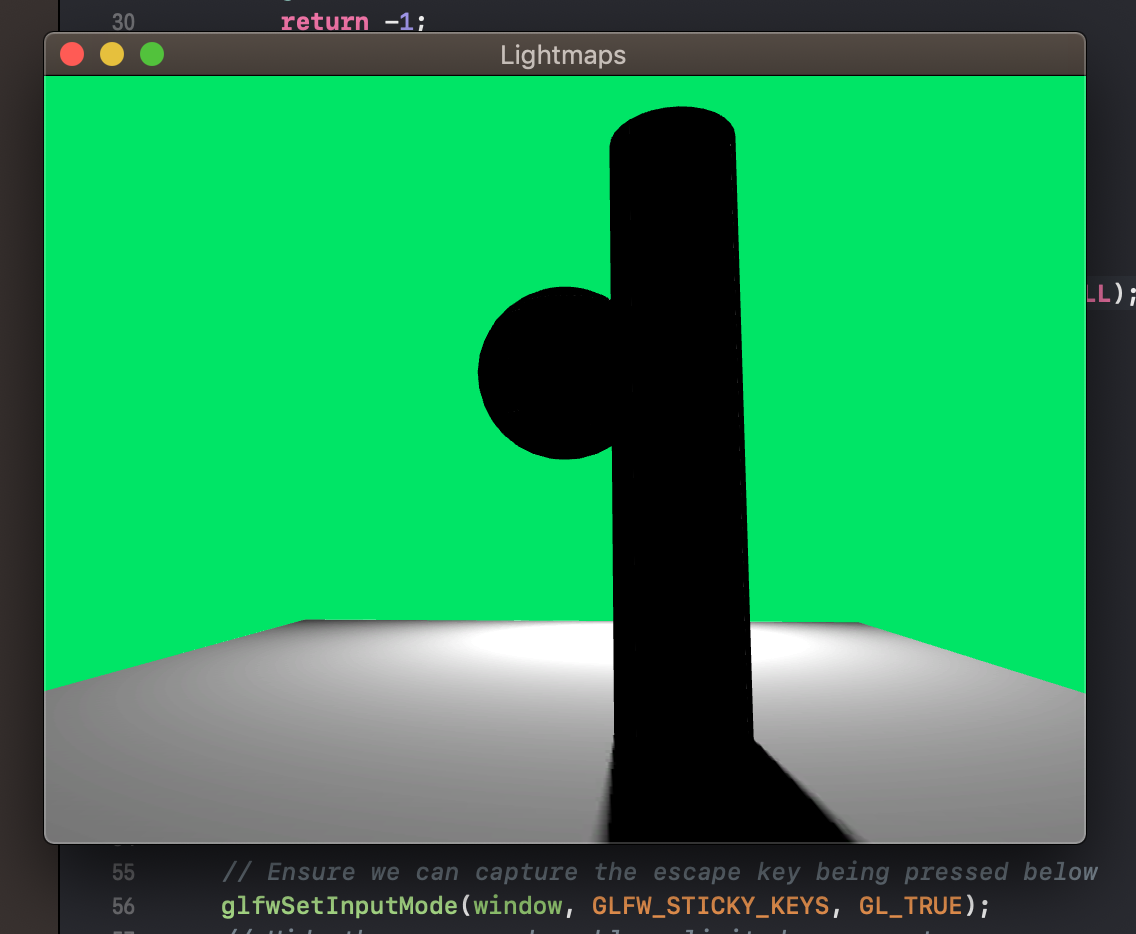 30 return -1;
Lightmaps
LL);
55 // Ensure we can capture the escape key being pressed below
56 glfwSetInputMode(window, GLFW_STICKY_KEYS, GL_TRUE);